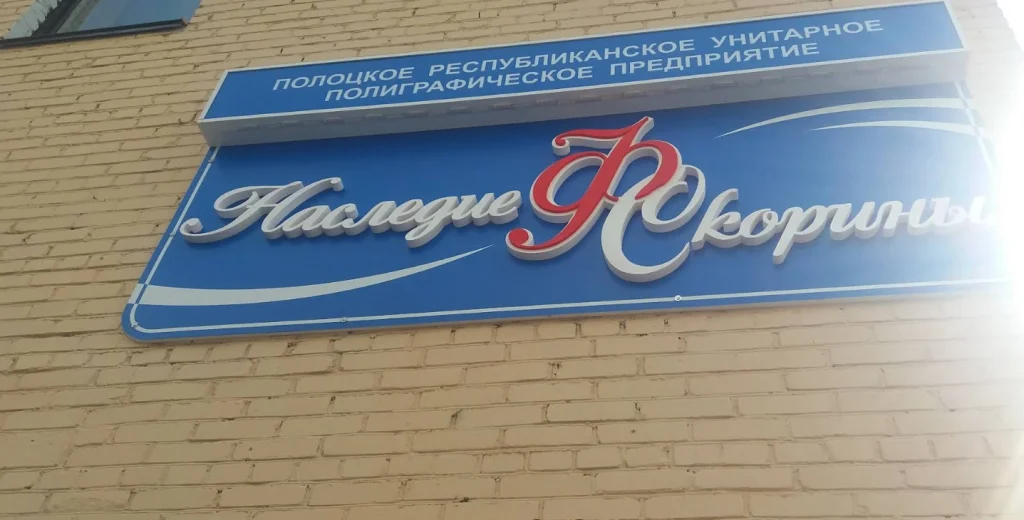 ПОЛОЦКОЕ РЕСПУБЛИКАНСКОЕ УНИТАРНОЕ
ПОЛИГРАФИЧЕСКОЕ ПРЕДПРИЯТИЕ
Наследие Ф Скорины